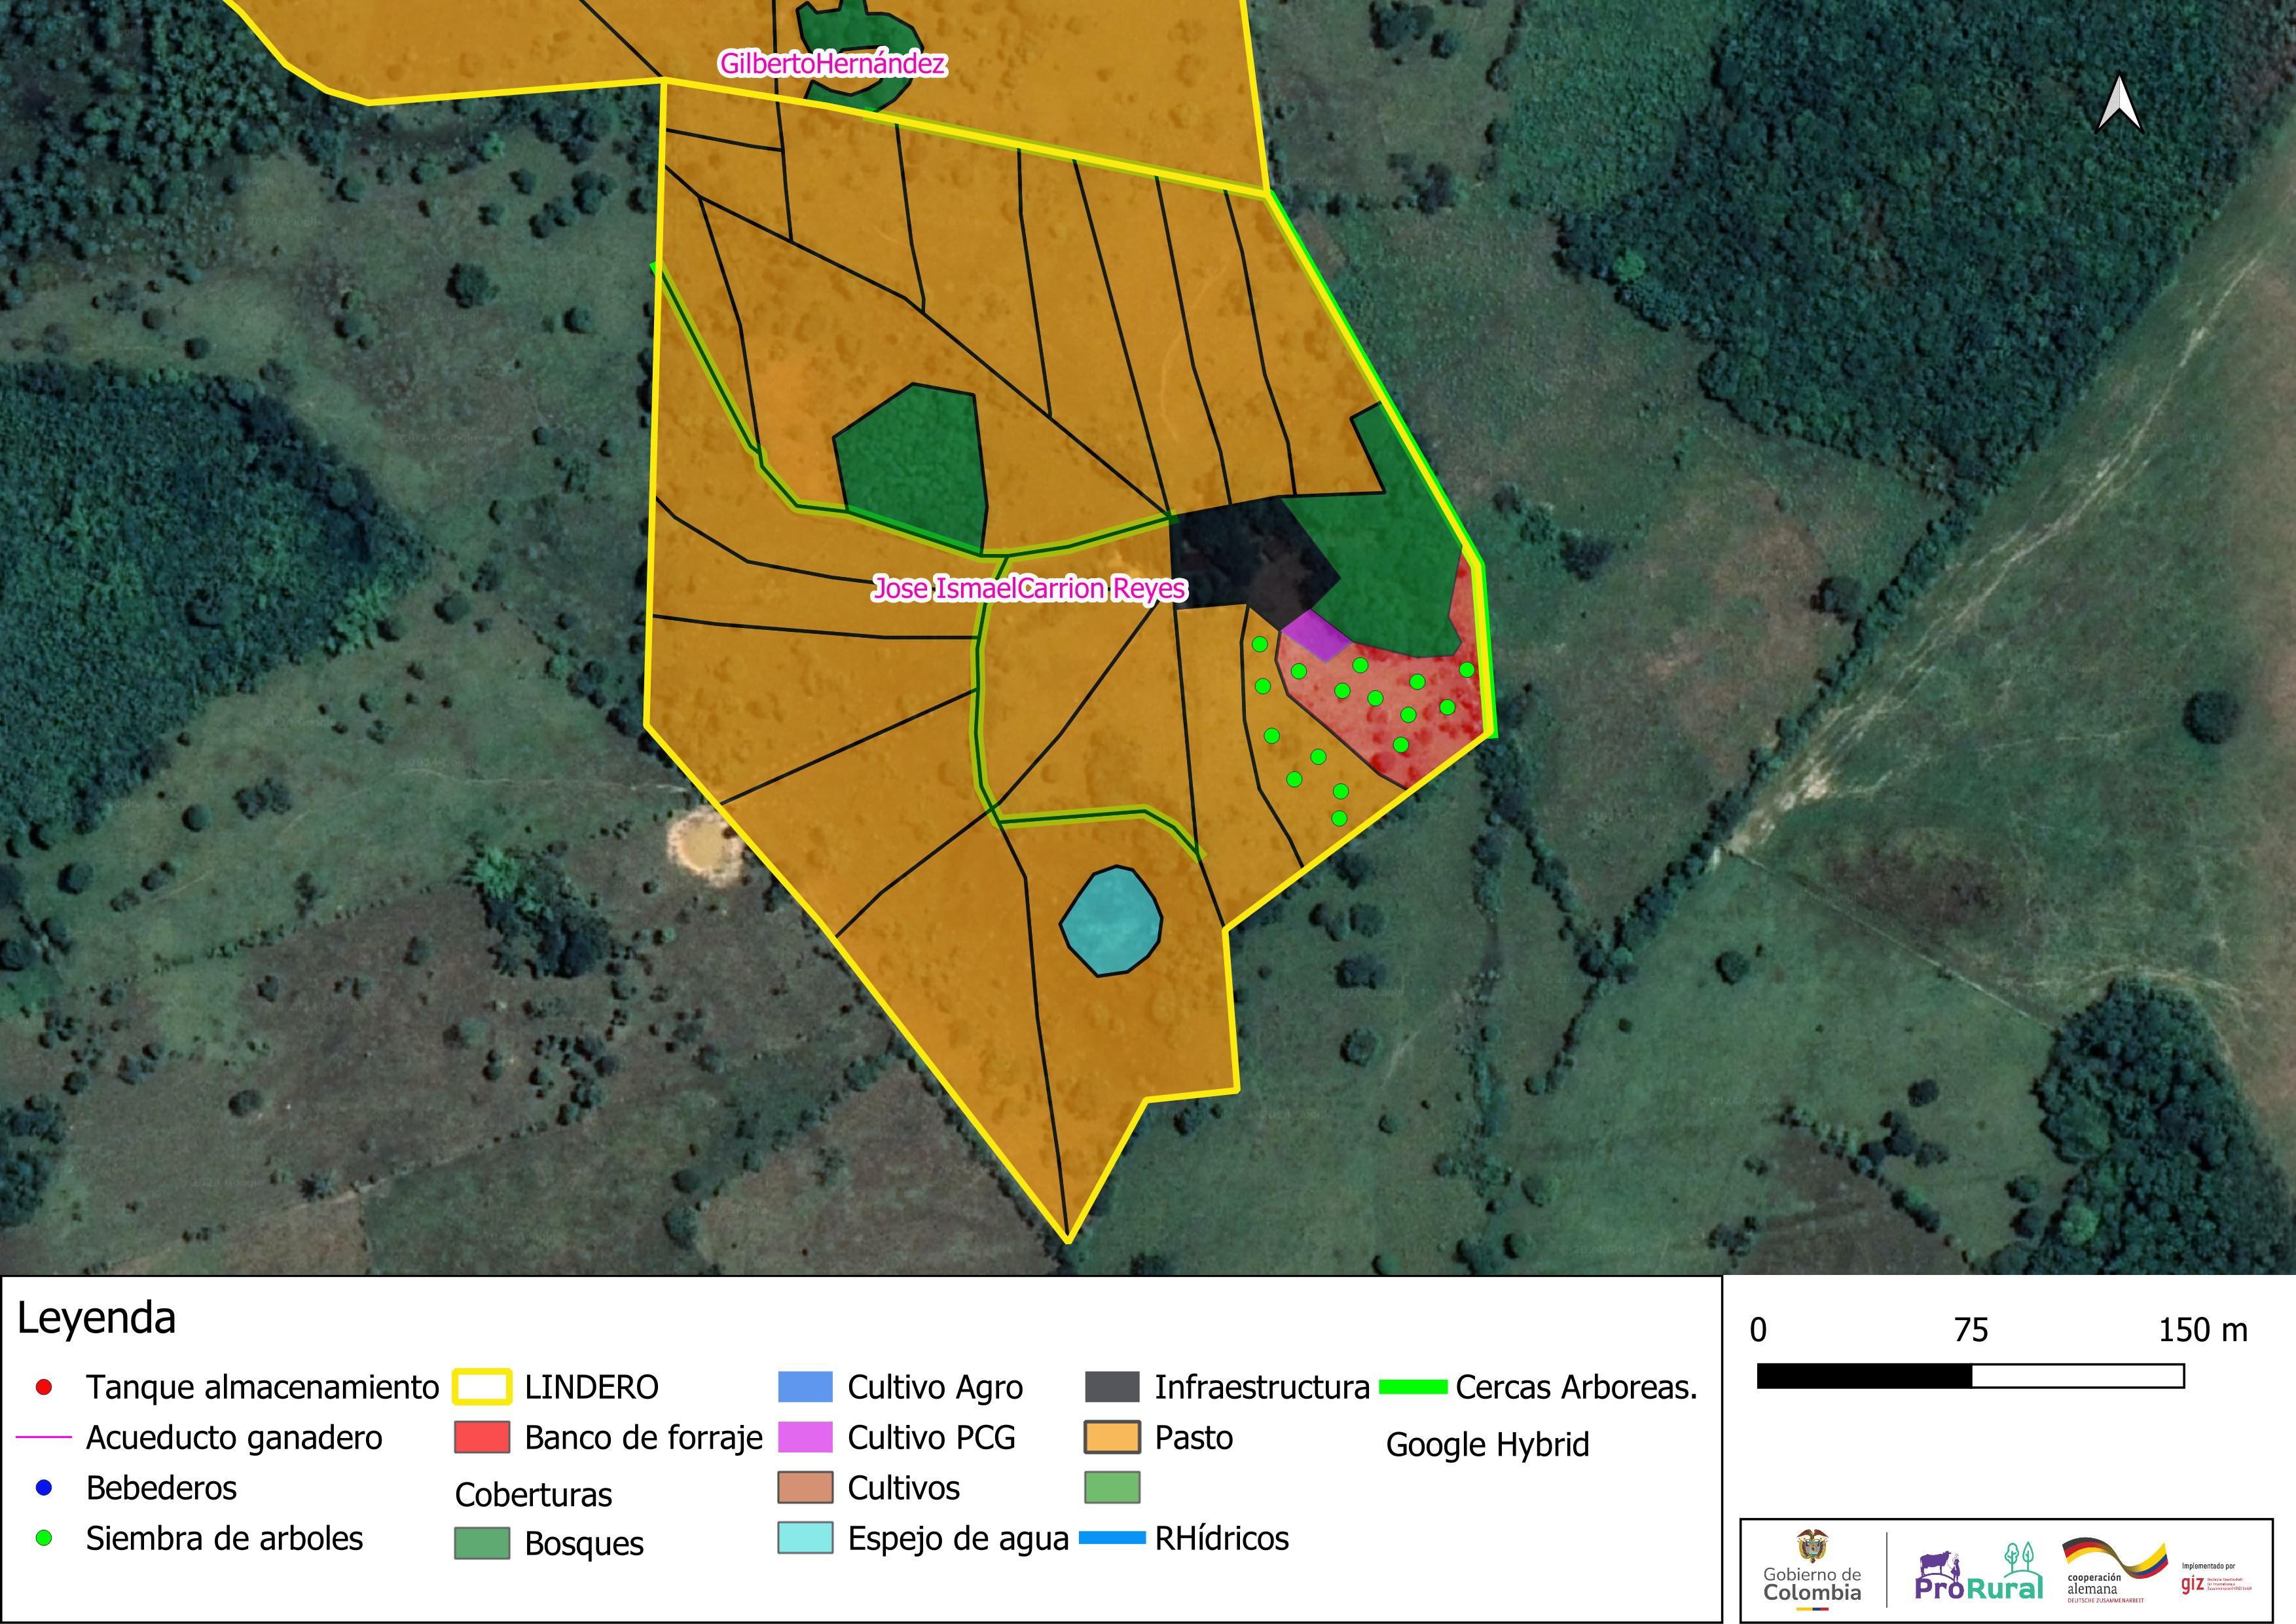 GilbertoHernández
Jose IsmaelCarrion Reyes
Leyenda
Tanque almacenamiento
Acueducto ganadero
Bebederos
Siembra de arboles
LINDERO
Banco de forraje
Coberturas
Bosques
Cultivo Agro
Cultivo PCG
Cultivos
Espejo de agua
Infraestructura
Pasto
RHídricos
Cercas Arboreas.
Google Hybrid
0 75 150 m
Gobierno de
Colombia
ProRural
cooperación
alemana
DEUTSCHE ZUSAMMENARBEIT
Implementado por
giz